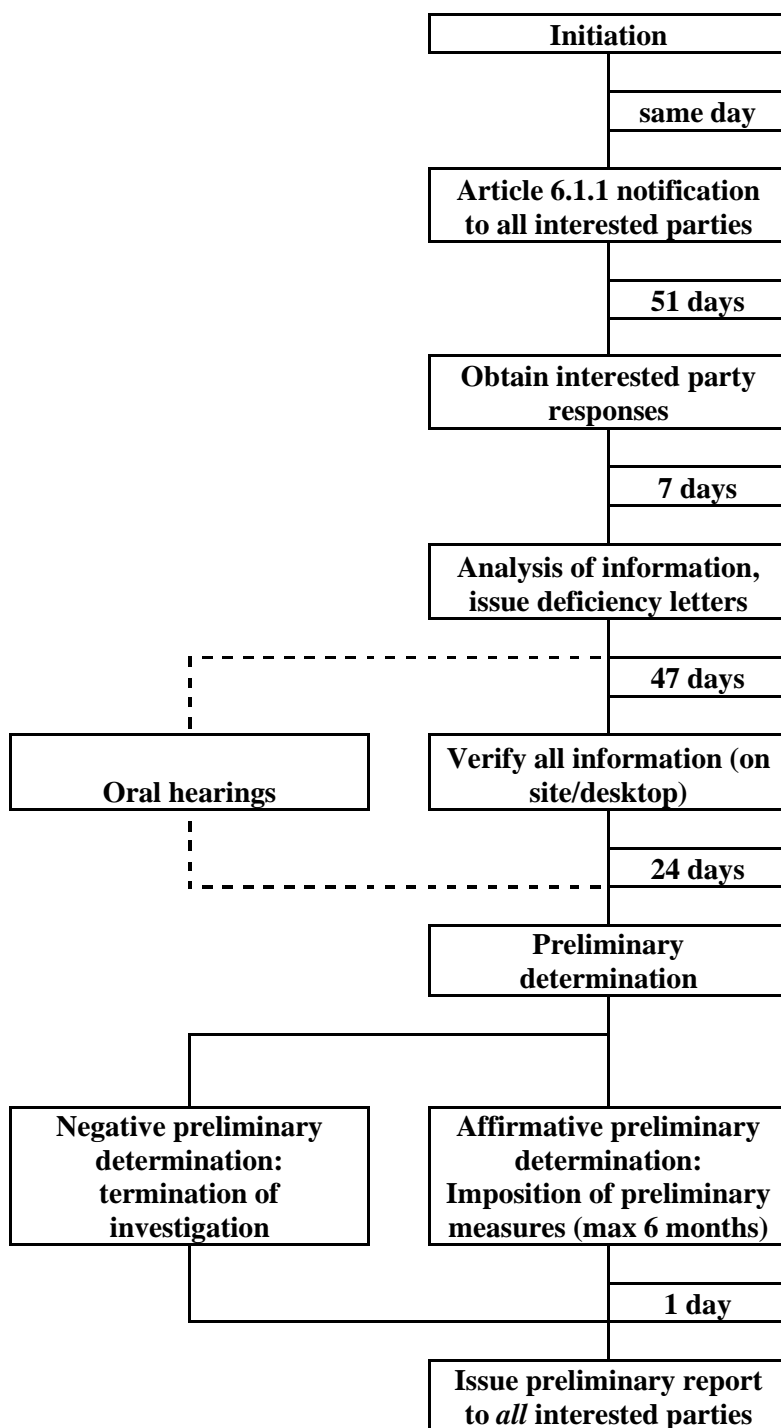 Initiation
same day
Article 6.1.1 notification
to all interested parties
51 days
Obtain interested party
responses
7 days
Analysis of information,
issue deficiency letters
47 days
Oral hearings
Verify all information (on
site/desktop)
24 days
Preliminary
determination
Negative preliminary
determination:
termination of
investigation
Affirmative preliminary
determination:
Imposition of preliminary
measures (max 6 months)
1 day
Issue preliminary report
to all interested parties